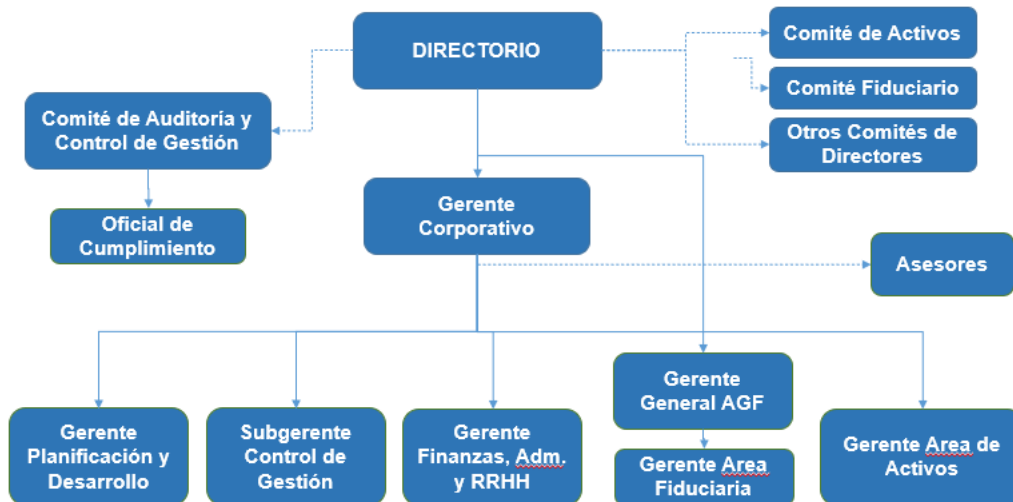 DIRECTORIO
Comité de Activos
Comité Fiduciario
Otros Comités de
Directores
Comité de Auditoría y
Control de Gestión
Oficial de
Cumplimiento
Gerente
Corporativo
Asesores
Gerente
Planificación y
Desarrollo
Subgerente
Control de
Gestión
Gerente
Finanzas, Adm.
y RRHH
Gerente
General AGF
Gerente Area
Fiduciaria
Gerente Area de
Activos